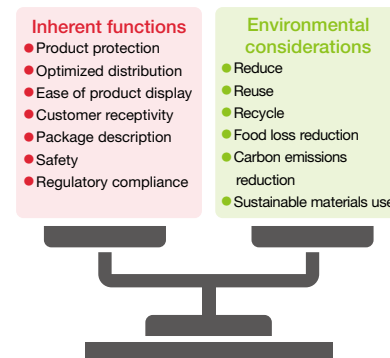 Inherent functions
● Product protection
● Optimized distribution
● Ease of product display
● Customer receptivity
● Package description
● Safety
● Regulatory compliance
Environmental
considerations
● Reduce
● Reuse
● Recycle
● Food loss reduction
● Carbon emissions
reduction
● Sustainable materials use